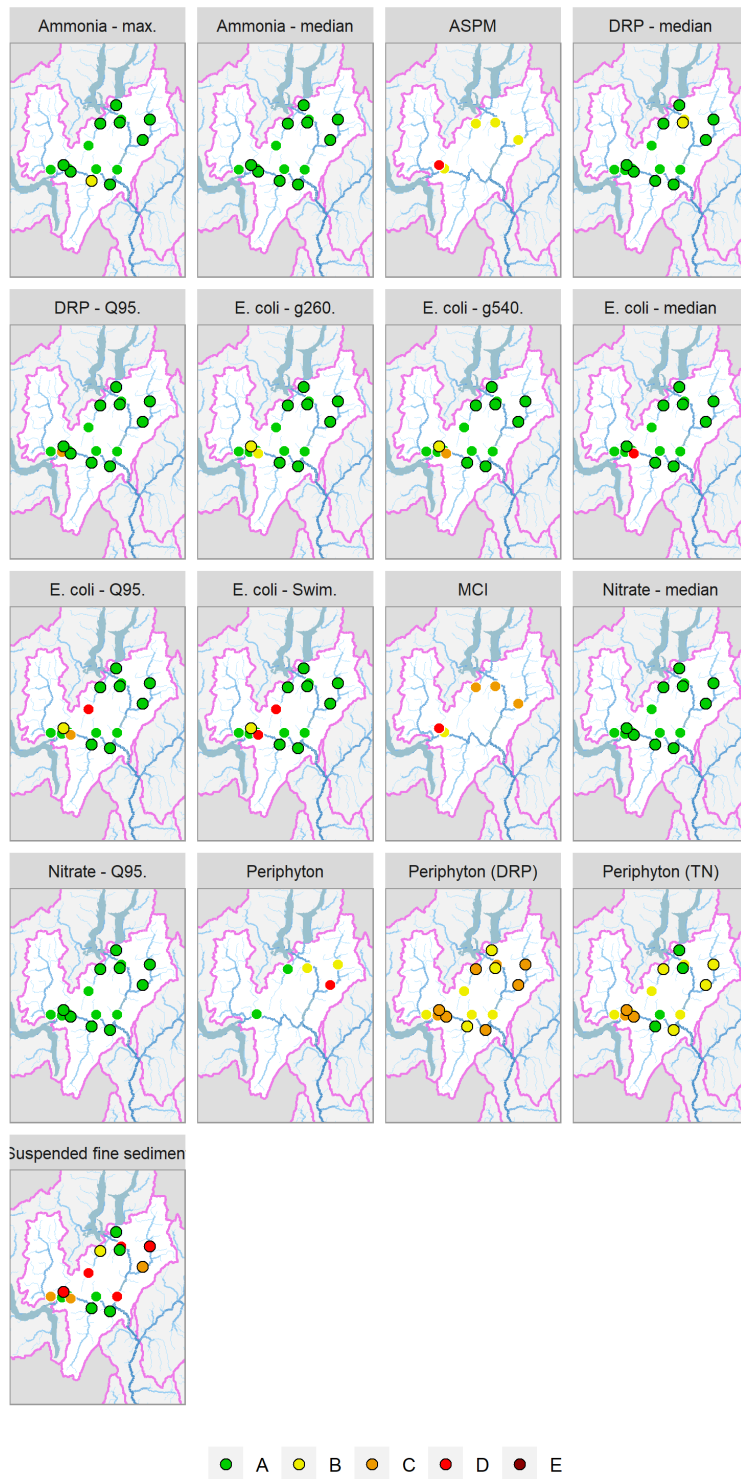 Ammonia - max.
Ammonia - median
ASPM
DRP - median
DRP - Q95.
E. coli - g260.
E. coli - g540.
E. coli - median
E. coli - Q95.
E. coli - Swim.
MCI
Nitrate - median
Nitrate - Q95.
Periphyton
Periphyton (DRP)
Periphyton (TN)
Suspended fine sedimen
A B C D E